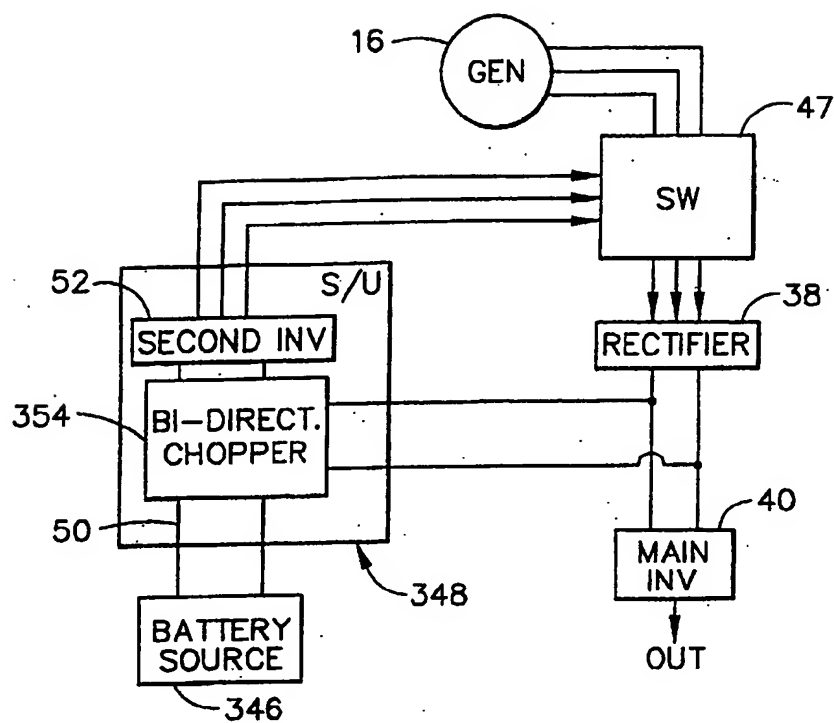 16
GEN
47
SW
52
S/U
SECOND INV
38
RECTIFIER
354
BI-DIRECT.
CHOPPER
50
40
MAIN
INV
348
BATTERY
SOURCE
OUT
346